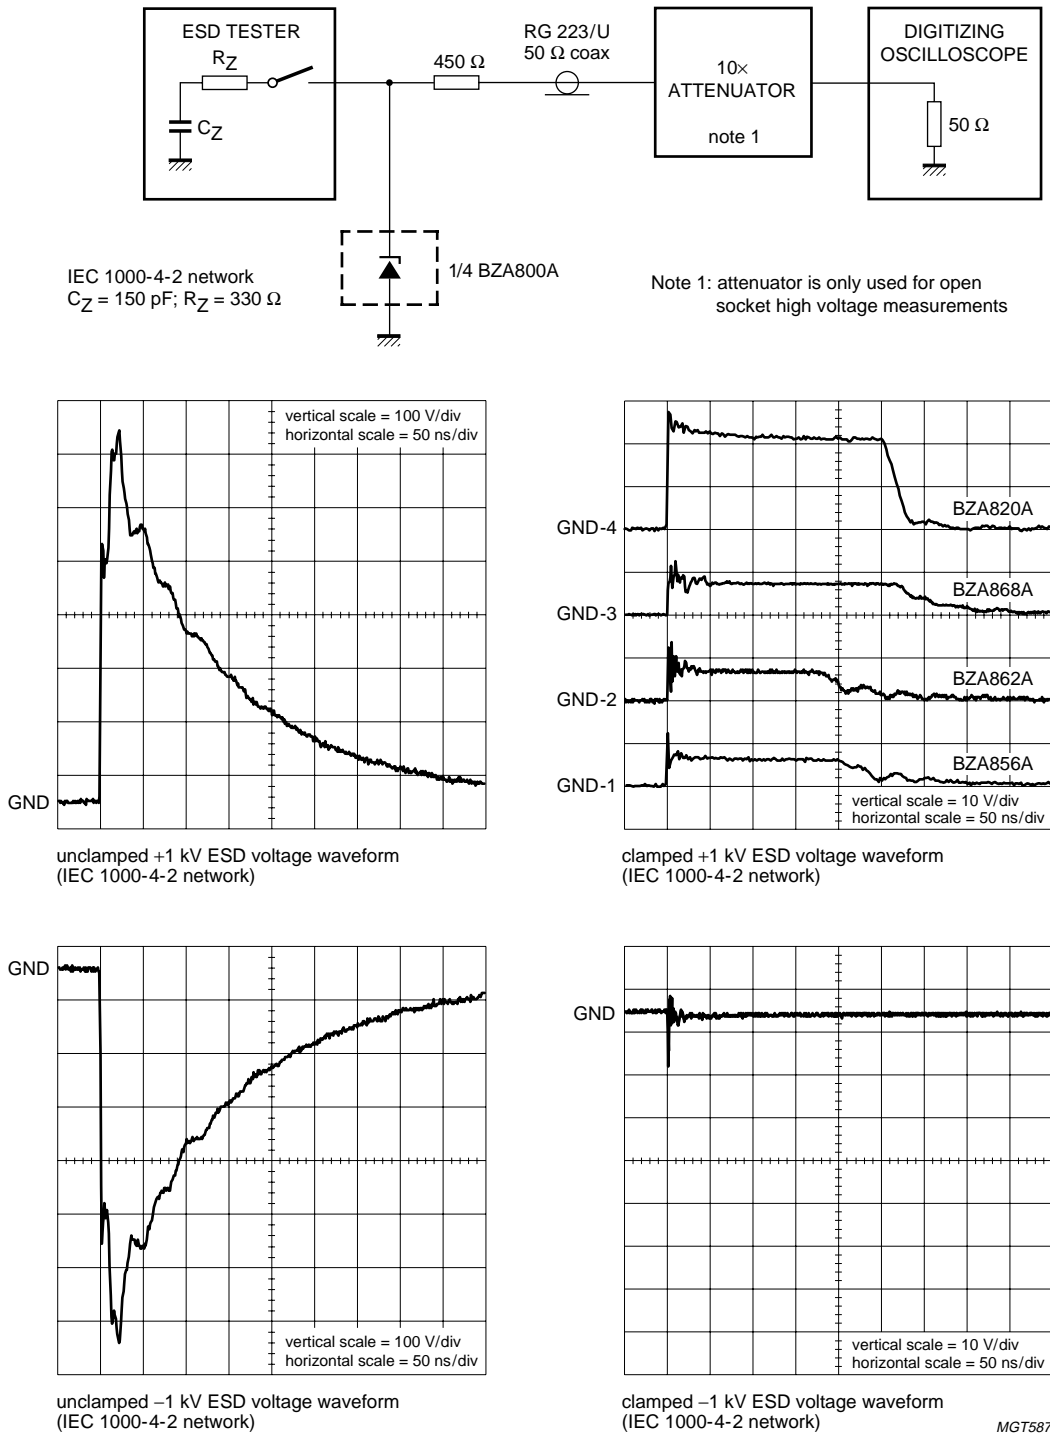 ESD TESTER
RZ
CZ
450 Ω
RG 223/U
50 Ω coax
10×
ATTENUATOR
note 1
DIGITIZING
OSCILLOSCOPE
50 Ω
1/4 BZA800A
IEC 1000-4-2 network
CZ = 150 pF; RZ = 330 Ω
Note 1: attenuator is only used for open
socket high voltage measurements
vertical scale = 100 V/div
horizontal scale = 50 ns/div
GND
unclamped +1 kV ESD voltage waveform
(IEC 1000-4-2 network)
BZA820A
GND-4
BZA868A
GND-3
BZA862A
GND-2
BZA856A
GND-1
vertical scale = 10 V/div
horizontal scale = 50 ns/div
clamped +1 kV ESD voltage waveform
(IEC 1000-4-2 network)
GND
vertical scale = 100 V/div
horizontal scale = 50 ns/div
unclamped −1 kV ESD voltage waveform
(IEC 1000-4-2 network)
GND
vertical scale = 10 V/div
horizontal scale = 50 ns/div
clamped −1 kV ESD voltage waveform
(IEC 1000-4-2 network)
MGT587